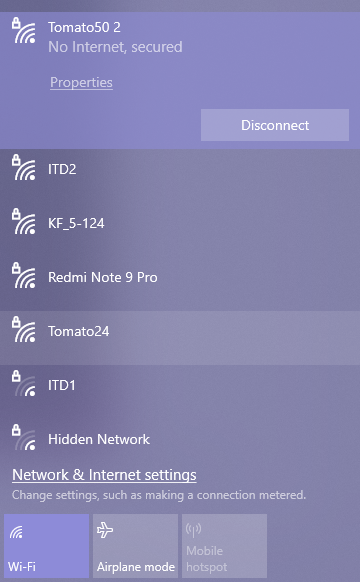 Tomato50 2
No Internet, secured
Properties
Disconnect
ITD2
KF_5-124
Redmi Note 9 Pro
Tomato24
ITD1
Hidden Network
Network & Internet settings
Change settings, such as making a connection metered.
Wi-Fi
Airplane mode
Mobile
hotspot